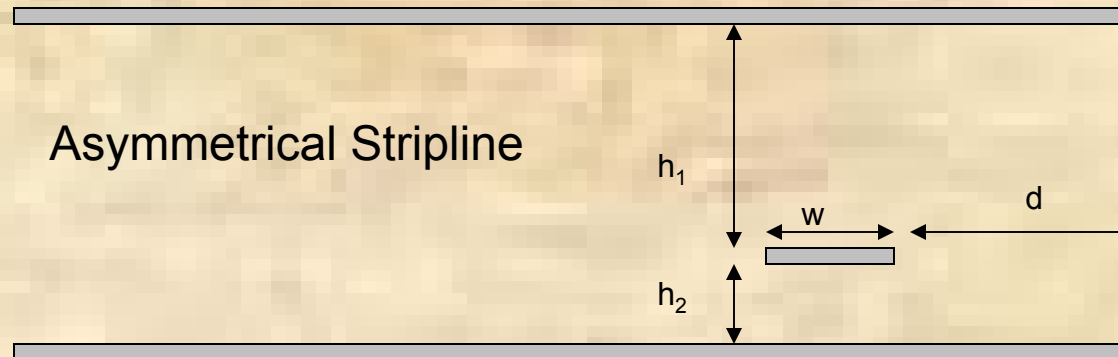 Asymmetrical Stripline
h₁
w
d
h₂